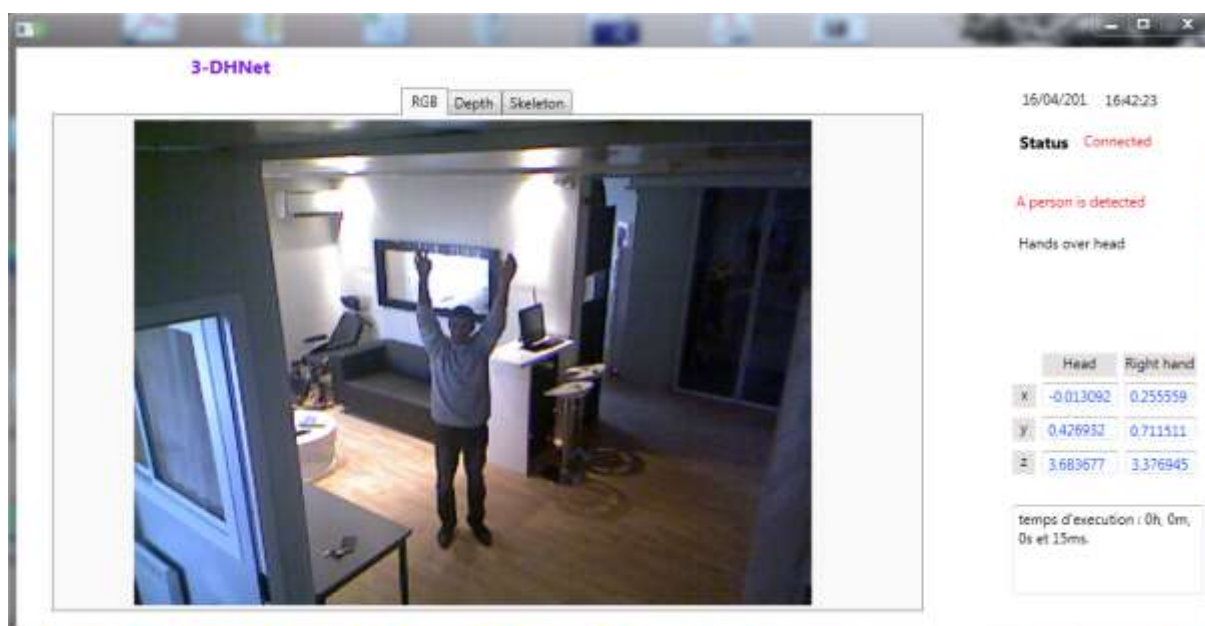 3-DHNet
RGB Depth Skeleton
16/04/201 16:42:23
Status Connected
A person is detected
Hands over head
Head Right hand
x -0.013092 0.255559
y 0.426932 0.711511
z 3.683677 3.376945
temps d'execution : 0h, 0m,
0s et 15ms.